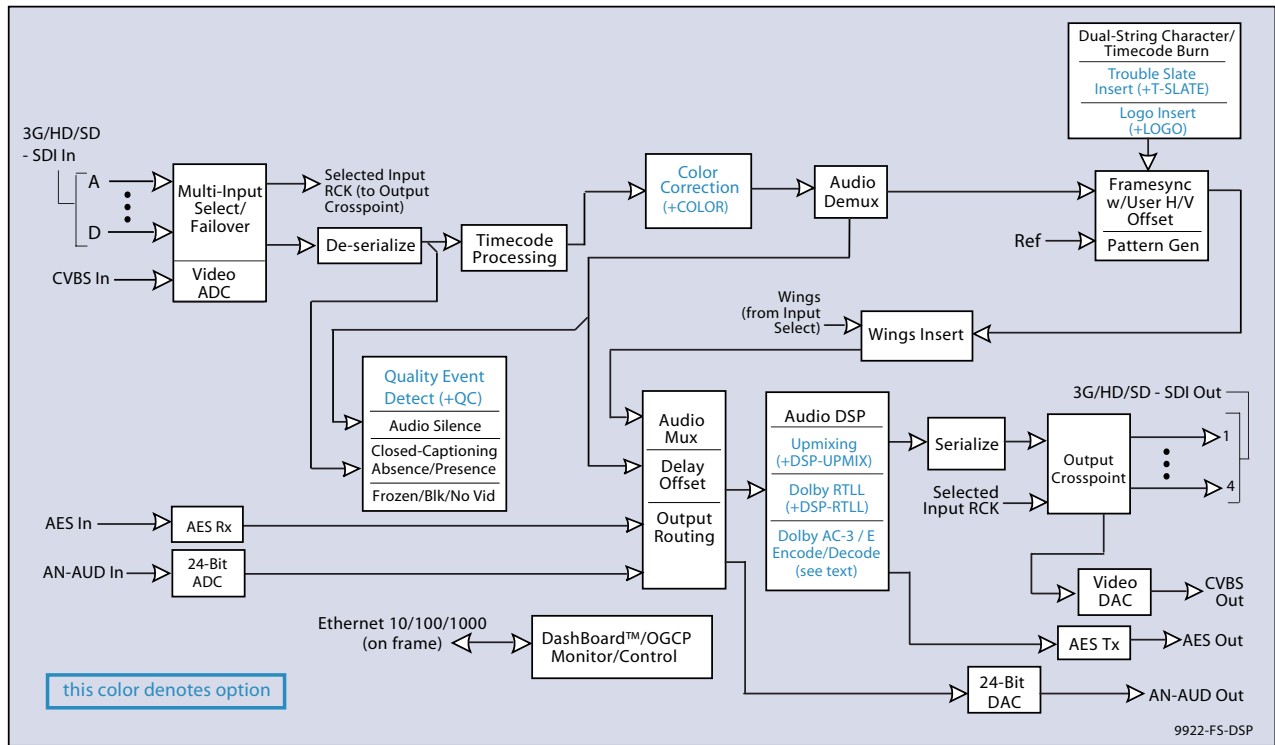 Dual-String Character/
Timecode Burn
Trouble Slate
Insert (+T-SLATE)
Logo Insert
(+LOGO)
3G/HD/SD
- SDI In
A
D
CVBS In
Multi-Input
Select/
Failover
Video
ADC
Selected Input
RCK (to Output
Crosspoint)
De-serialize
Timecode
Processing
Color
Correction
(+COLOR)
Audio
Demux
Framesync
w/User H/V
Offset
Pattern Gen
Ref
Wings
(from Input
Select)
Wings Insert
Quality Event
Detect (+QC)
Audio Silence
Closed-Captioning
Absence/Presence
Frozen/Blk/No Vid
Audio
Mux
Delay
Offset
Output
Routing
Audio DSP
Upmixing
(+DSP-UPMIX)
Dolby RTLL
(+DSP-RTLL)
Dolby AC-3 / E
Encode/Decode
(see text)
Serialize
Selected
Input RCK
Output
Crosspoint
3G/HD/SD - SDI Out
1
4
AES In
AES Rx
AN-AUD In
24-Bit
ADC
Video
DAC
CVBS
Out
AES Tx
AES Out
24-Bit
DAC
AN-AUD Out
Ethernet 10/100/1000
(on frame)
DashBoard™/OGCP
Monitor/Control
this color denotes option
9922-FS-DSP